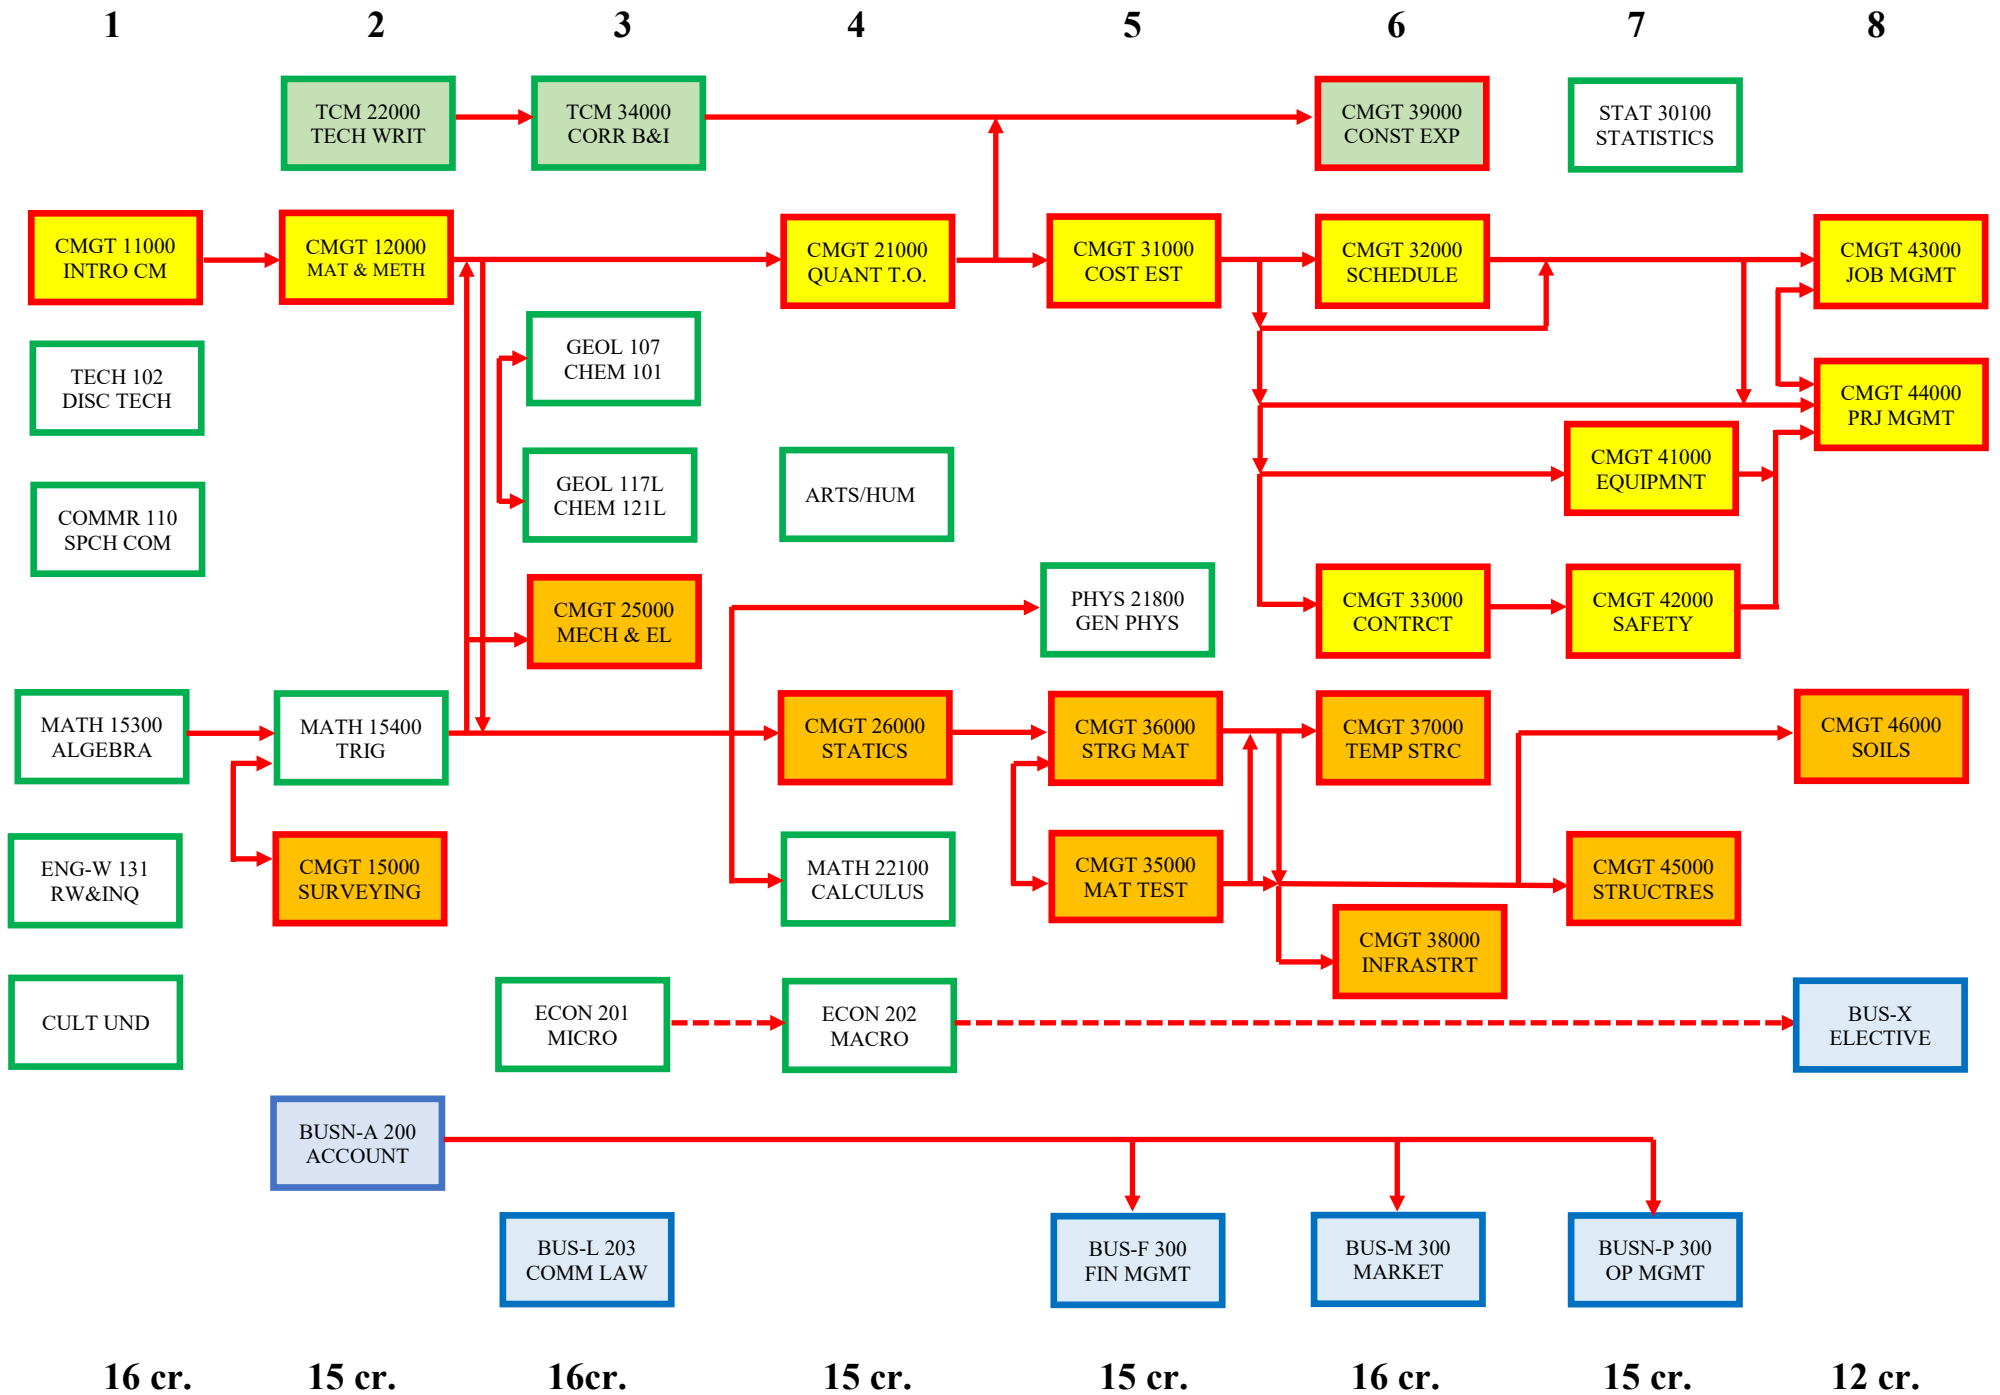 1 2 3 4 5 6 7 8
TCM 22000
TECH WRIT
TCM 34000
CORR B&I
CMGT 39000
CONST EXP
STAT 30100
STATISTICS
CMGT 11000
INTRO CM
CMGT 12000
MAT & METH
CMGT 21000
QUANT T.O.
CMGT 31000
COST EST
CMGT 32000
SCHEDULE
CMGT 43000
JOB MGMT
TECH 102
DISC TECH
GEOL 107
CHEM 101
CMGT 44000
PRJ MGMT
COMMR 110
SPCH COM
GEOL 117L
CHEM 121L
ARTS/HUM
CMGT 41000
EQUIPMNT
CMGT 25000
MECH & EL
PHYS 21800
GEN PHYS
CMGT 33000
CONTRCT
CMGT 42000
SAFETY
MATH 15300
ALGEBRA
MATH 15400
TRIG
CMGT 26000
STATICS
CMGT 36000
STRG MAT
CMGT 37000
TEMP STRC
CMGT 46000
SOILS
ENG-W 131
RW&INQ
CMGT 15000
SURVEYING
MATH 22100
CALCULUS
CMGT 35000
MAT TEST
CMGT 45000
STRUCTRES
CMGT 38000
INFRASTRT
CULT UND
ECON 201
MICRO
ECON 202
MACRO
BUS-X
ELECTIVE
BUSN-A 200
ACCOUNT
BUS-L 203
COMM LAW
BUS-F 300
FIN MGMT
BUS-M 300
MARKET
BUSN-P 300
OP MGMT
16 cr. 15 cr. 16cr. 15 cr. 15 cr. 16 cr. 15 cr. 12 cr.